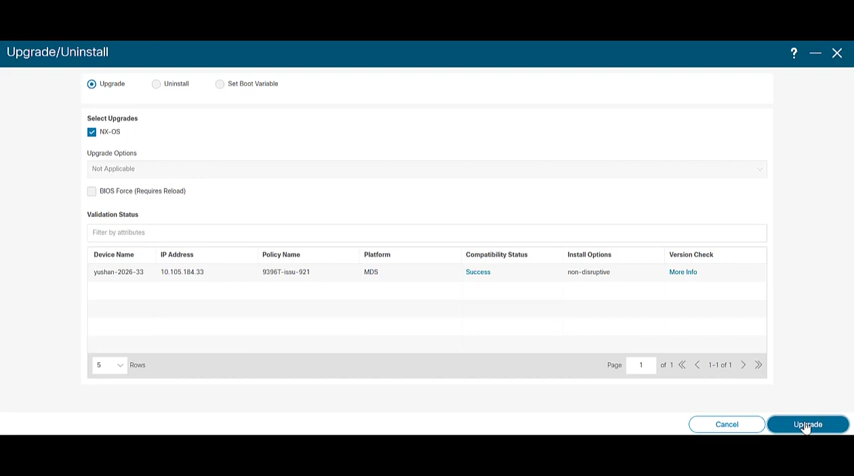 Upgrade/Uninstall
?
Upgrade Uninstall Set Boot Variable
Select Upgrades
NX-OS
Upgrade Options
Not Applicable
BIOS Force (Requires Reload)
Validation Status
Filter by attributes
Device Name IP Address Policy Name Platform Compatibility Status Install Options Version Check
yushan-2026-33 10.105.184.33 9396T-issu-921 MDS Success non-disruptive More Info
5 Rows Page 1 of 1 1-1 of 1
Cancel Upgrade